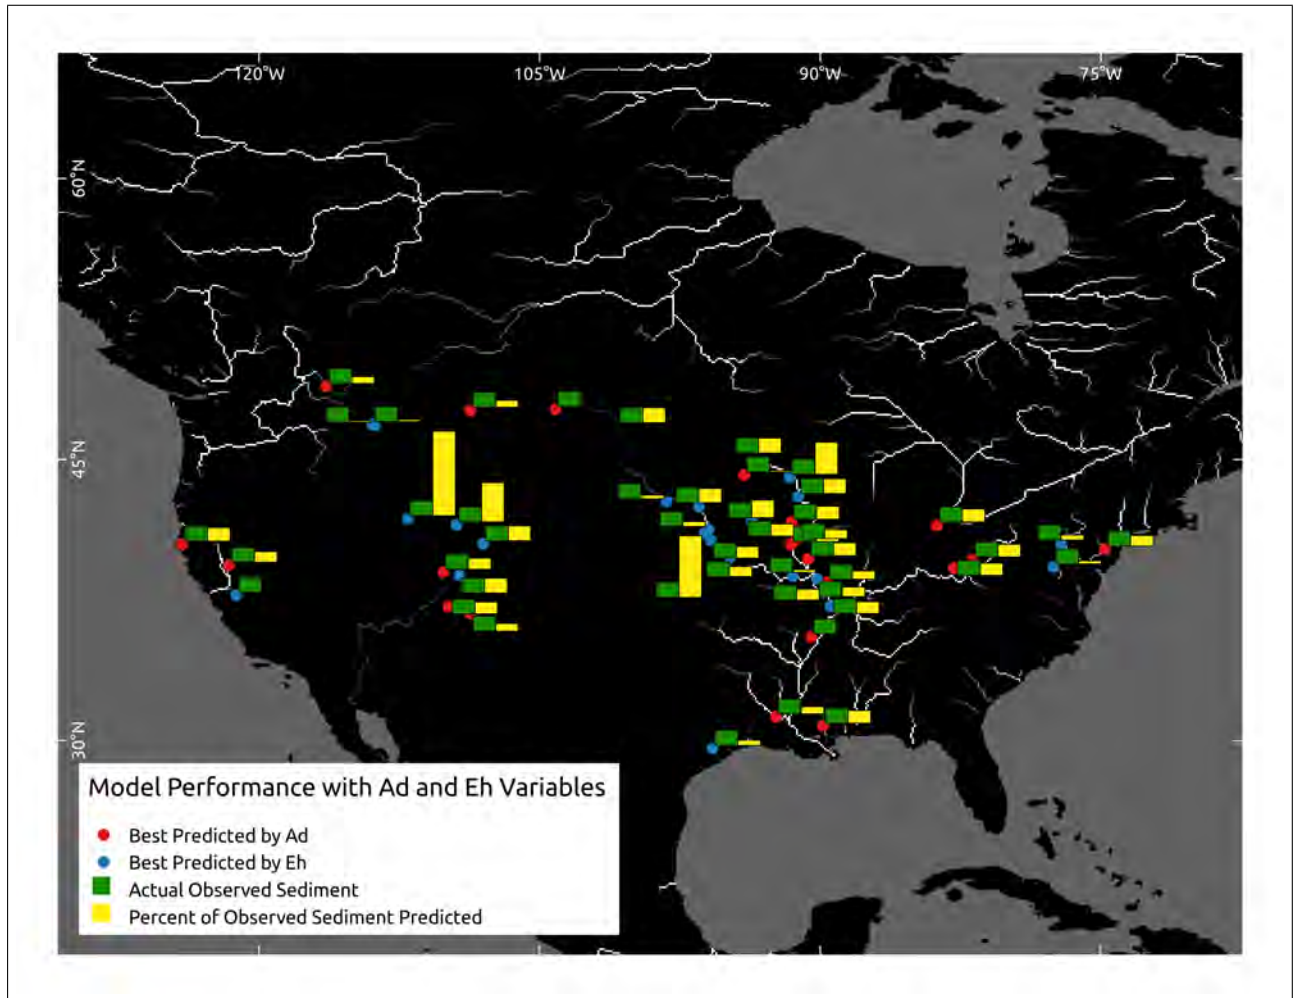 120°W 105°W 90°W 75°W
60°N
45°N
30°N
Model Performance with Ad and Eh Variables
Best Predicted by Ad
Best Predicted by Eh
Actual Observed Sediment
Percent of Observed Sediment Predicted